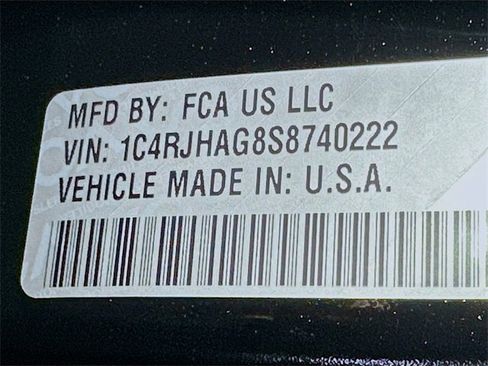 MFD BY: FCA US LLC
VIN: 1C4RJHAG8S8740222
VEHICLE MADE IN: U.S.A.